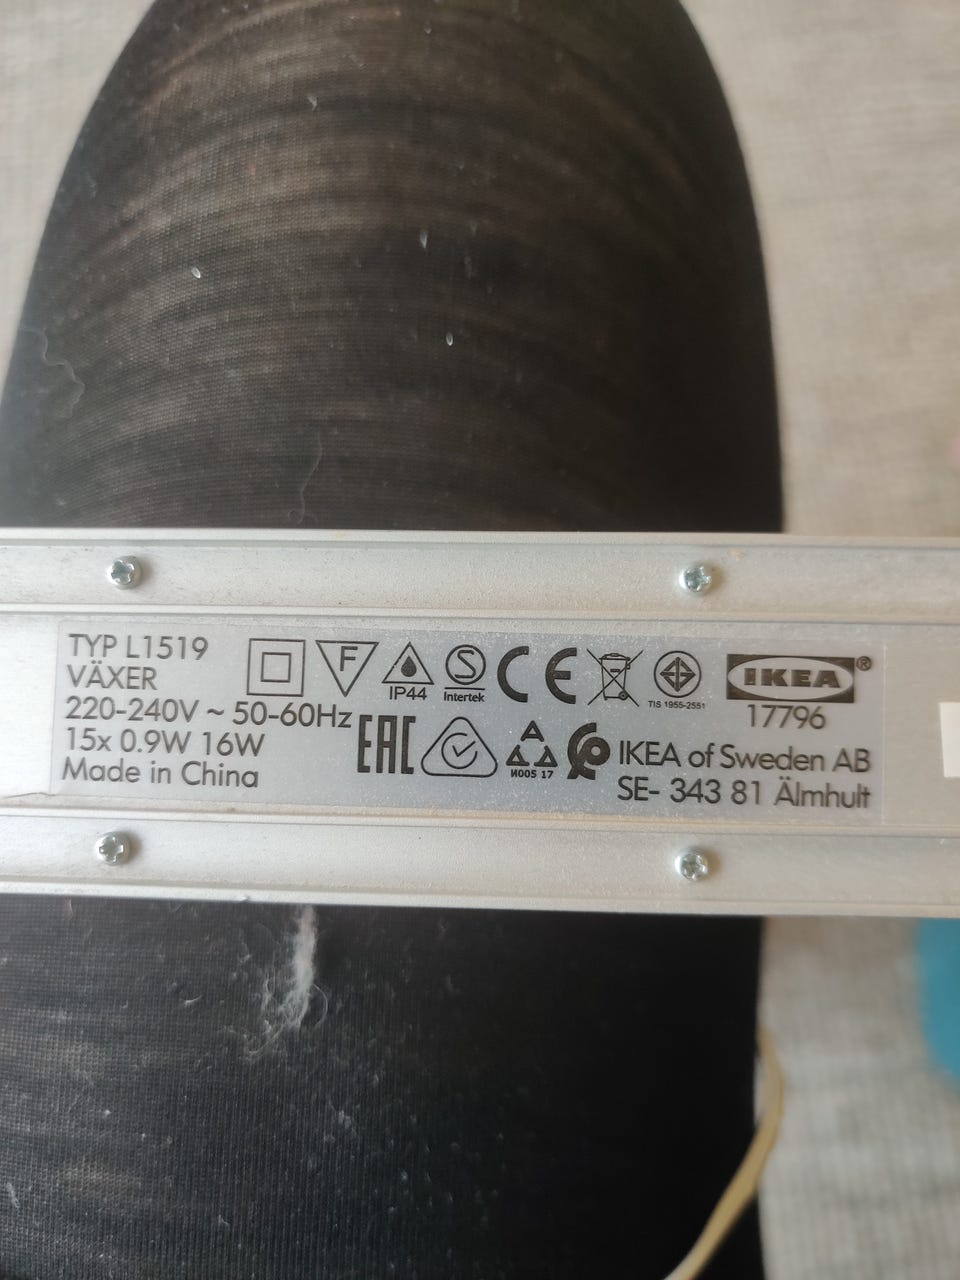 TYP L1519
VÄXER
220-240V ~ 50-60Hz
15x 0.9W 16W
Made in China
F
IP44
S
Intertek
CE
TIS 1955-2551
IKEA®
17796
EAC
A
И005 17
IKEA of Sweden AB
SE- 343 81 Älmhult